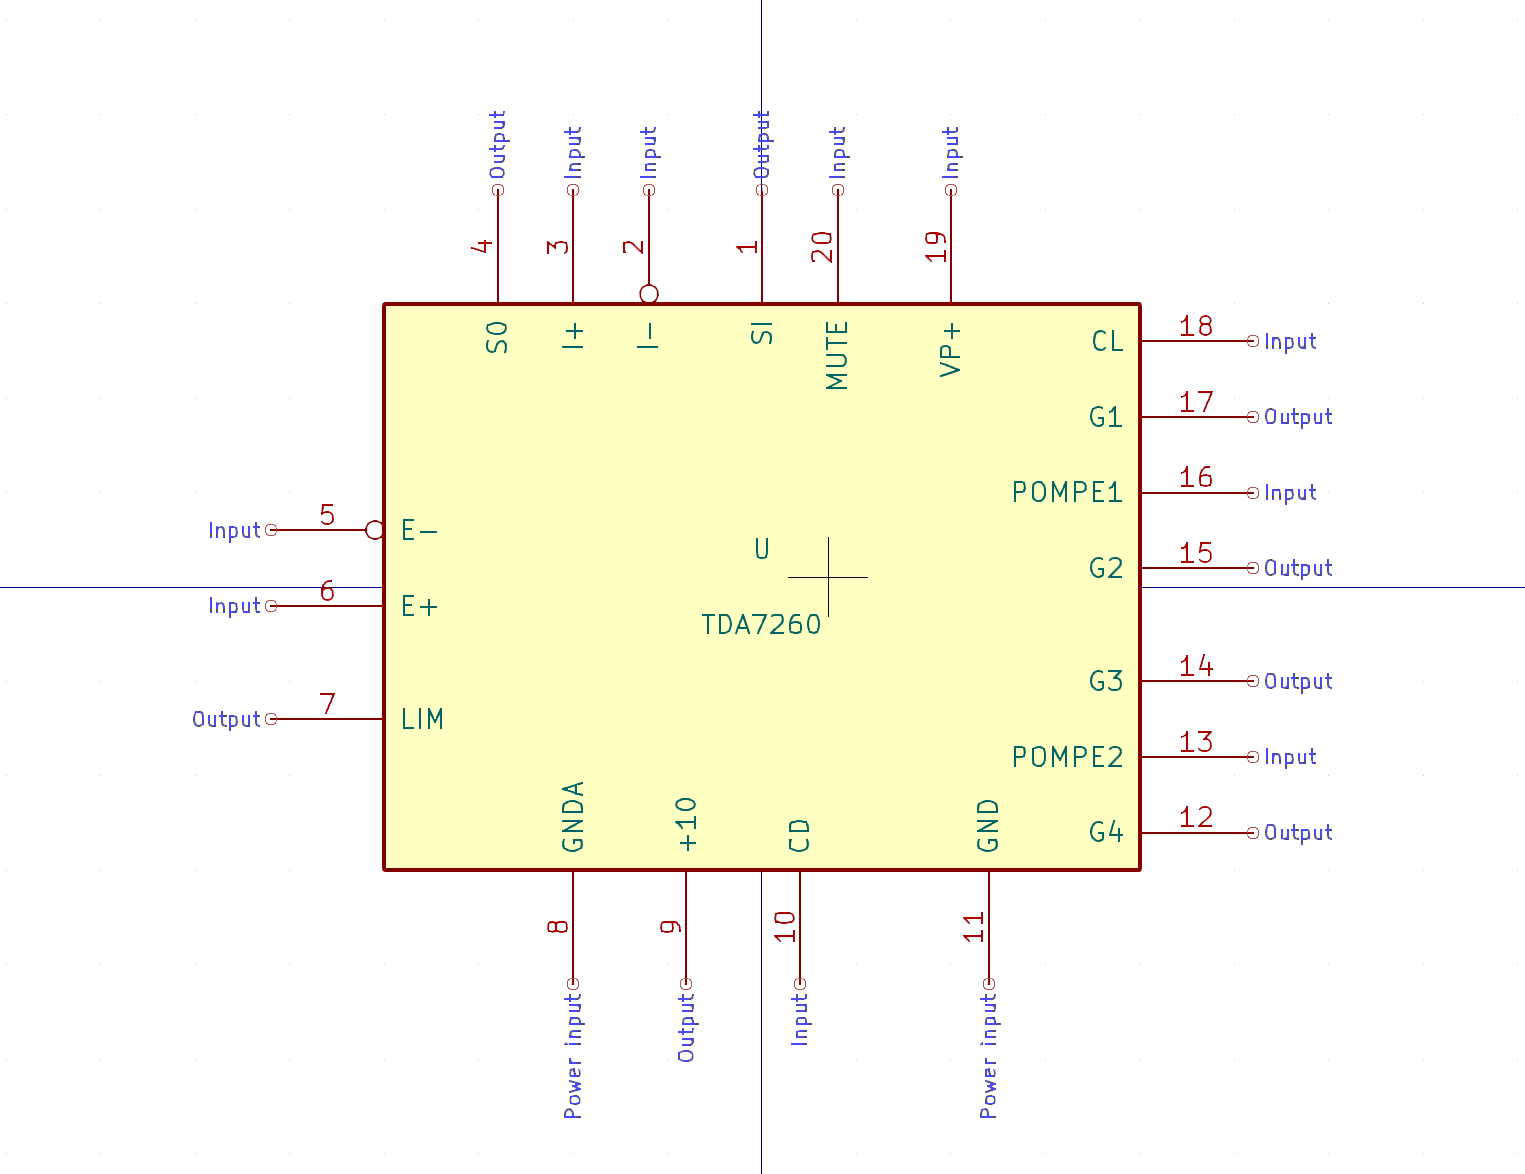 Output
Input
Input
Output
Input
Input
4
3
2
1
20
19
SO
I+
I-
SI
MUTE
VP+
CL 18 Input
G1 17 Output
POMPE1 16 Input
Input 5 E-
U
G2 15 Output
Input 6 E+
TDA7260
G3 14 Output
Output 7 LIM
POMPE2 13 Input
G4 12 Output
GNDA
+10
CD
GND
8
9
10
11
Power input
Output
Input
Power input